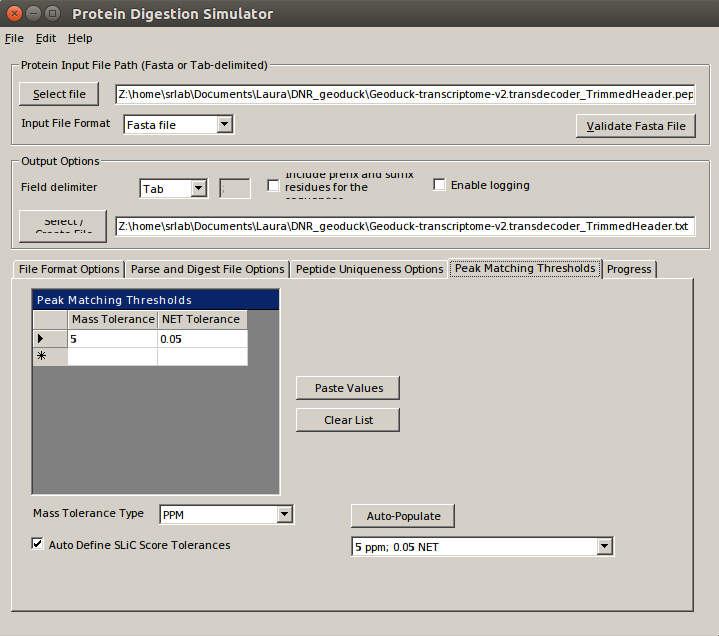 Protein Digestion Simulator
File Edit Help
Protein Input File Path (Fasta or Tab-delimited)
Select file
Z:\home\srlab\Documents\Laura\DNR_geoduck\Geoduck-transcriptome-v2.transdecoder_TrimmedHeader.pep
Input File Format
Fasta file
Validate Fasta File
Output Options
Field delimiter
Tab
;
Include prefix and suffix
residues for the
sequences
Enable logging
Select /
Create File
Z:\home\srlab\Documents\Laura\DNR_geoduck\Geoduck-transcriptome-v2.transdecoder_TrimmedHeader.txt
File Format Options Parse and Digest File Options Peptide Uniqueness Options Peak Matching Thresholds Progress
Peak Matching Thresholds
Mass Tolerance NET Tolerance
5 0.05
Paste Values
Clear List
Mass Tolerance Type
PPM
Auto-Populate
Auto Define SLiC Score Tolerances
5 ppm; 0.05 NET